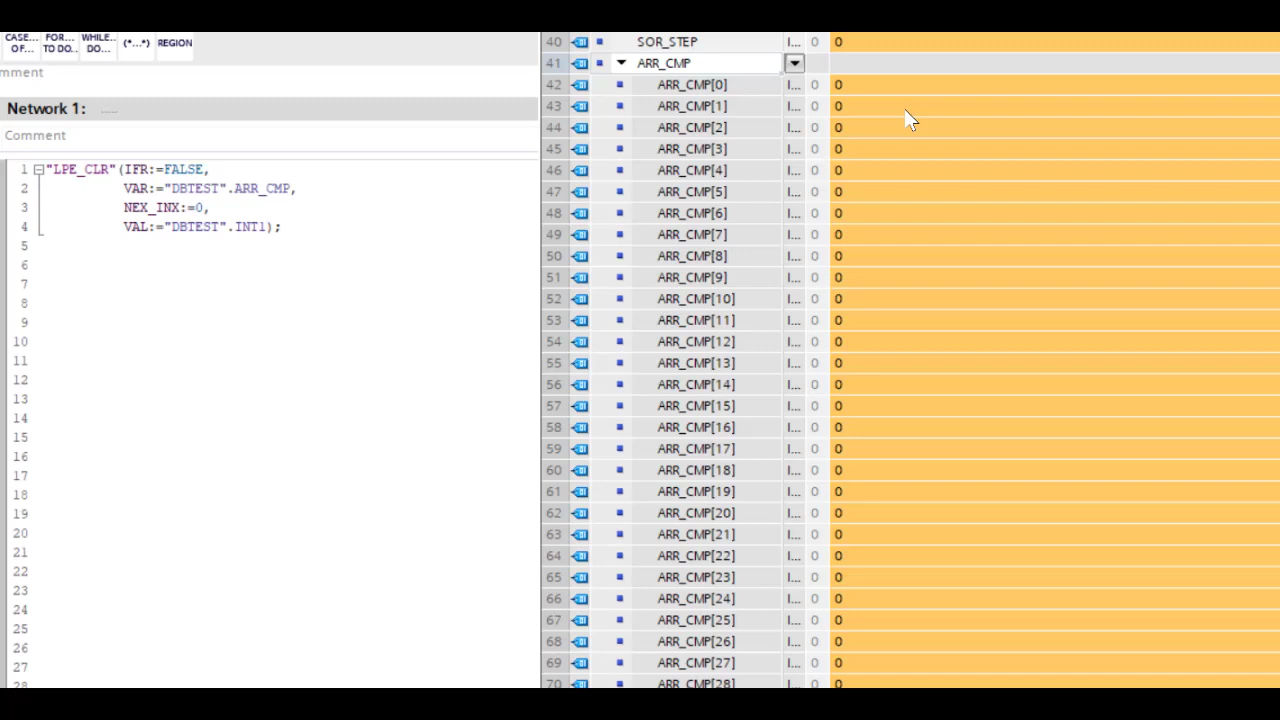 CASE... FOR... WHILE.. (*...*) REGION
OF... TO DO.. DO...
mment
Network 1: .....
Comment
1 "LPE_CLR"(IFR:=FALSE,
2 VAR:="DBTEST".ARR_CMP,
3 NEX_INX:=0,
4 VAL:="DBTEST".INT1);
5
6
7
8
9
10
11
12
13
14
15
16
17
18
19
20
21
22
23
24
25
26
27
28
40 SOR_STEP I... 0 0
41 ARR_CMP
42 ARR_CMP[0] I... 0 0
43 ARR_CMP[1] I... 0 0
44 ARR_CMP[2] I... 0 0
45 ARR_CMP[3] I... 0 0
46 ARR_CMP[4] I... 0 0
47 ARR_CMP[5] I... 0 0
48 ARR_CMP[6] I... 0 0
49 ARR_CMP[7] I... 0 0
50 ARR_CMP[8] I... 0 0
51 ARR_CMP[9] I... 0 0
52 ARR_CMP[10] I... 0 0
53 ARR_CMP[11] I... 0 0
54 ARR_CMP[12] I... 0 0
55 ARR_CMP[13] I... 0 0
56 ARR_CMP[14] I... 0 0
57 ARR_CMP[15] I... 0 0
58 ARR_CMP[16] I... 0 0
59 ARR_CMP[17] I... 0 0
60 ARR_CMP[18] I... 0 0
61 ARR_CMP[19] I... 0 0
62 ARR_CMP[20] I... 0 0
63 ARR_CMP[21] I... 0 0
64 ARR_CMP[22] I... 0 0
65 ARR_CMP[23] I... 0 0
66 ARR_CMP[24] I... 0 0
67 ARR_CMP[25] I... 0 0
68 ARR_CMP[26] I... 0 0
69 ARR_CMP[27] I... 0 0
70 ARR_CMP[28] I... 0 0